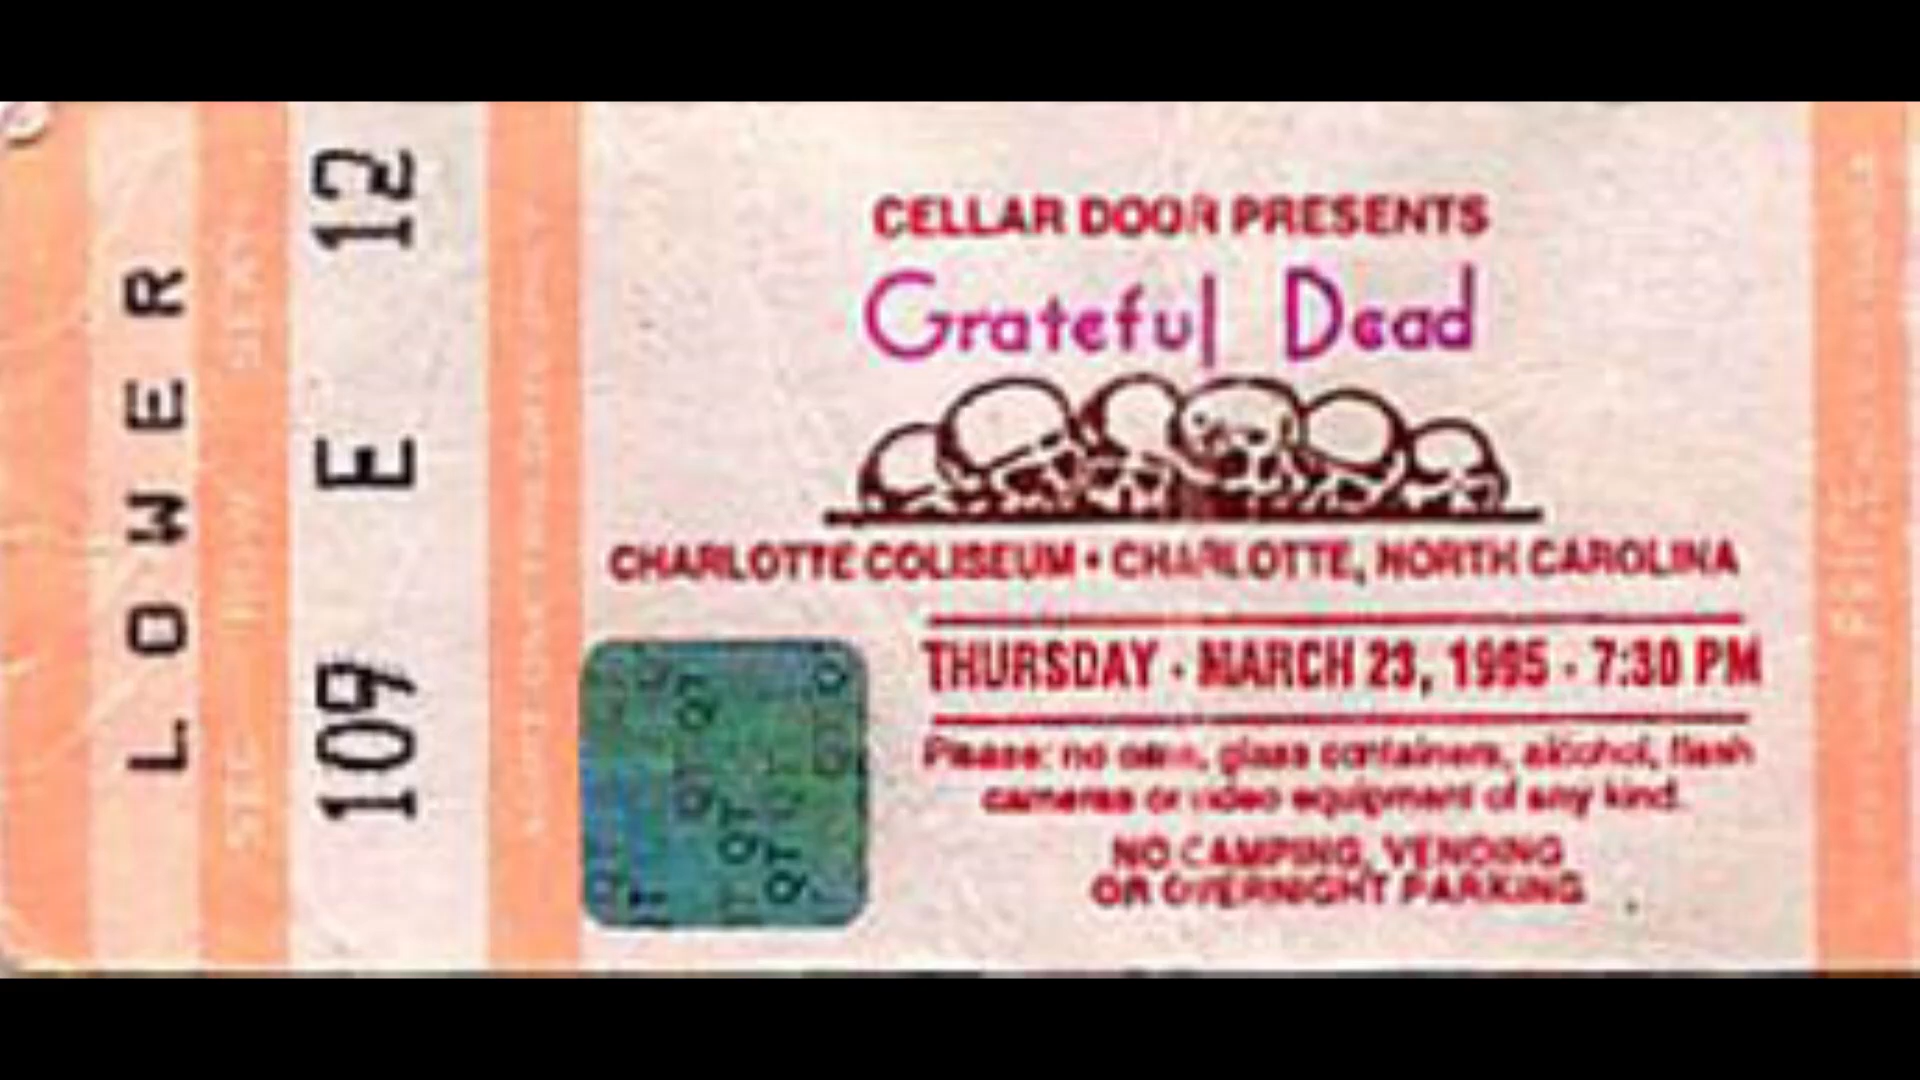 LOWER
109 E 12
CELLAR DOOR PRESENTS
Grateful Dead
CHARLOTTE COLISEUM • CHARLOTTE, NORTH CAROLINA
THURSDAY - MARCH 23, 1995 - 7:30 PM
Please: no cans, glass containers, alcohol, flash
cameras or video equipment of any kind.
NO CAMPING, VENDING
OR OVERNIGHT PARKING